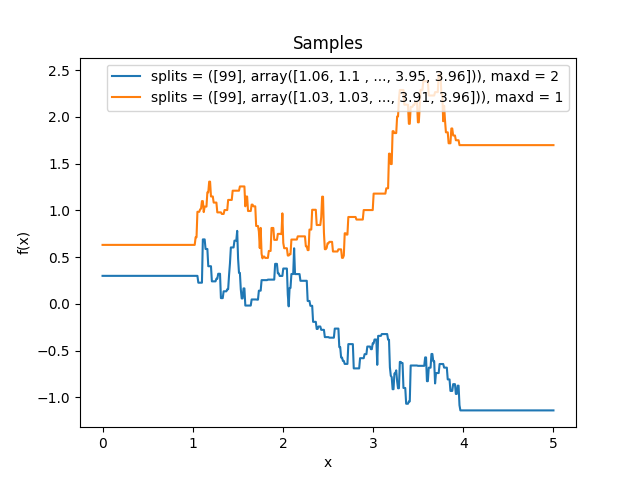 Samples
splits = ([99], array([1.06, 1.1 , ..., 3.95, 3.96])), maxd = 2
splits = ([99], array([1.03, 1.03, ..., 3.91, 3.96])), maxd = 1
f(x)
2.5
2.0
1.5
1.0
0.5
0.0
−0.5
−1.0
0 1 2 3 4 5
x